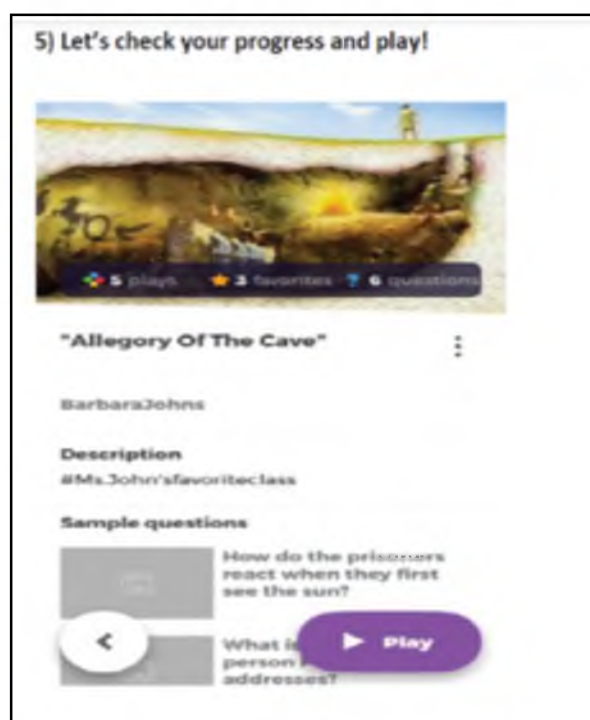 5) Let's check your progress and play!
5 plays 3 favorites ? 6 questions
"Allegory Of The Cave"
BarbaraJohns
Description
#Ms.John'sfavoriteclass
Sample questions
How do the prisoners
react when they first
see the sun?
What
Play
person
addresses?